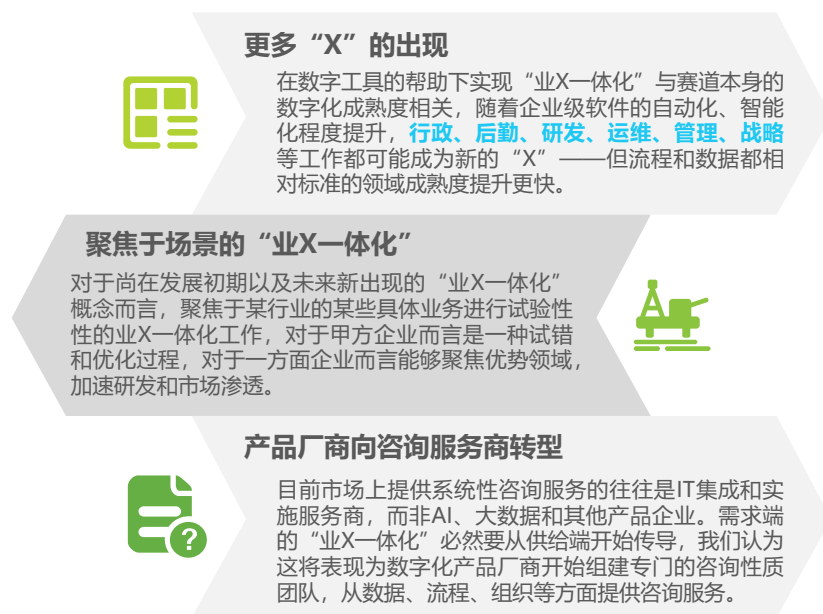 更多“X”的出现
在数字工具的帮助下实现“业X一体化”与赛道本身的
数字化成熟度相关，随着企业级软件的自动化、智能
化程度提升，行政、后勤、研发、运维、管理、战略
等工作都可能成为新的“X”——但流程和数据都相
对标准的领域成熟度提升更快。
聚焦于场景的“业X一体化”
对于尚在发展初期以及未来新出现的“业X一体化”
概念而言，聚焦于某行业的某些具体业务进行试验性
性的业X一体化工作，对于甲方企业而言是一种试错
和优化过程，对于一方面企业而言能够聚焦优势领域，
加速研发和市场渗透。
产品厂商向咨询服务商转型
目前市场上提供系统性咨询服务的往往是IT集成和实
施服务商，而非AI、大数据和其他产品企业。需求端
的“业X一体化”必然要从供给端开始传导，我们认为
这将表现为数字化产品厂商开始组建专门的咨询性质
团队，从数据、流程、组织等方面提供咨询服务。
?